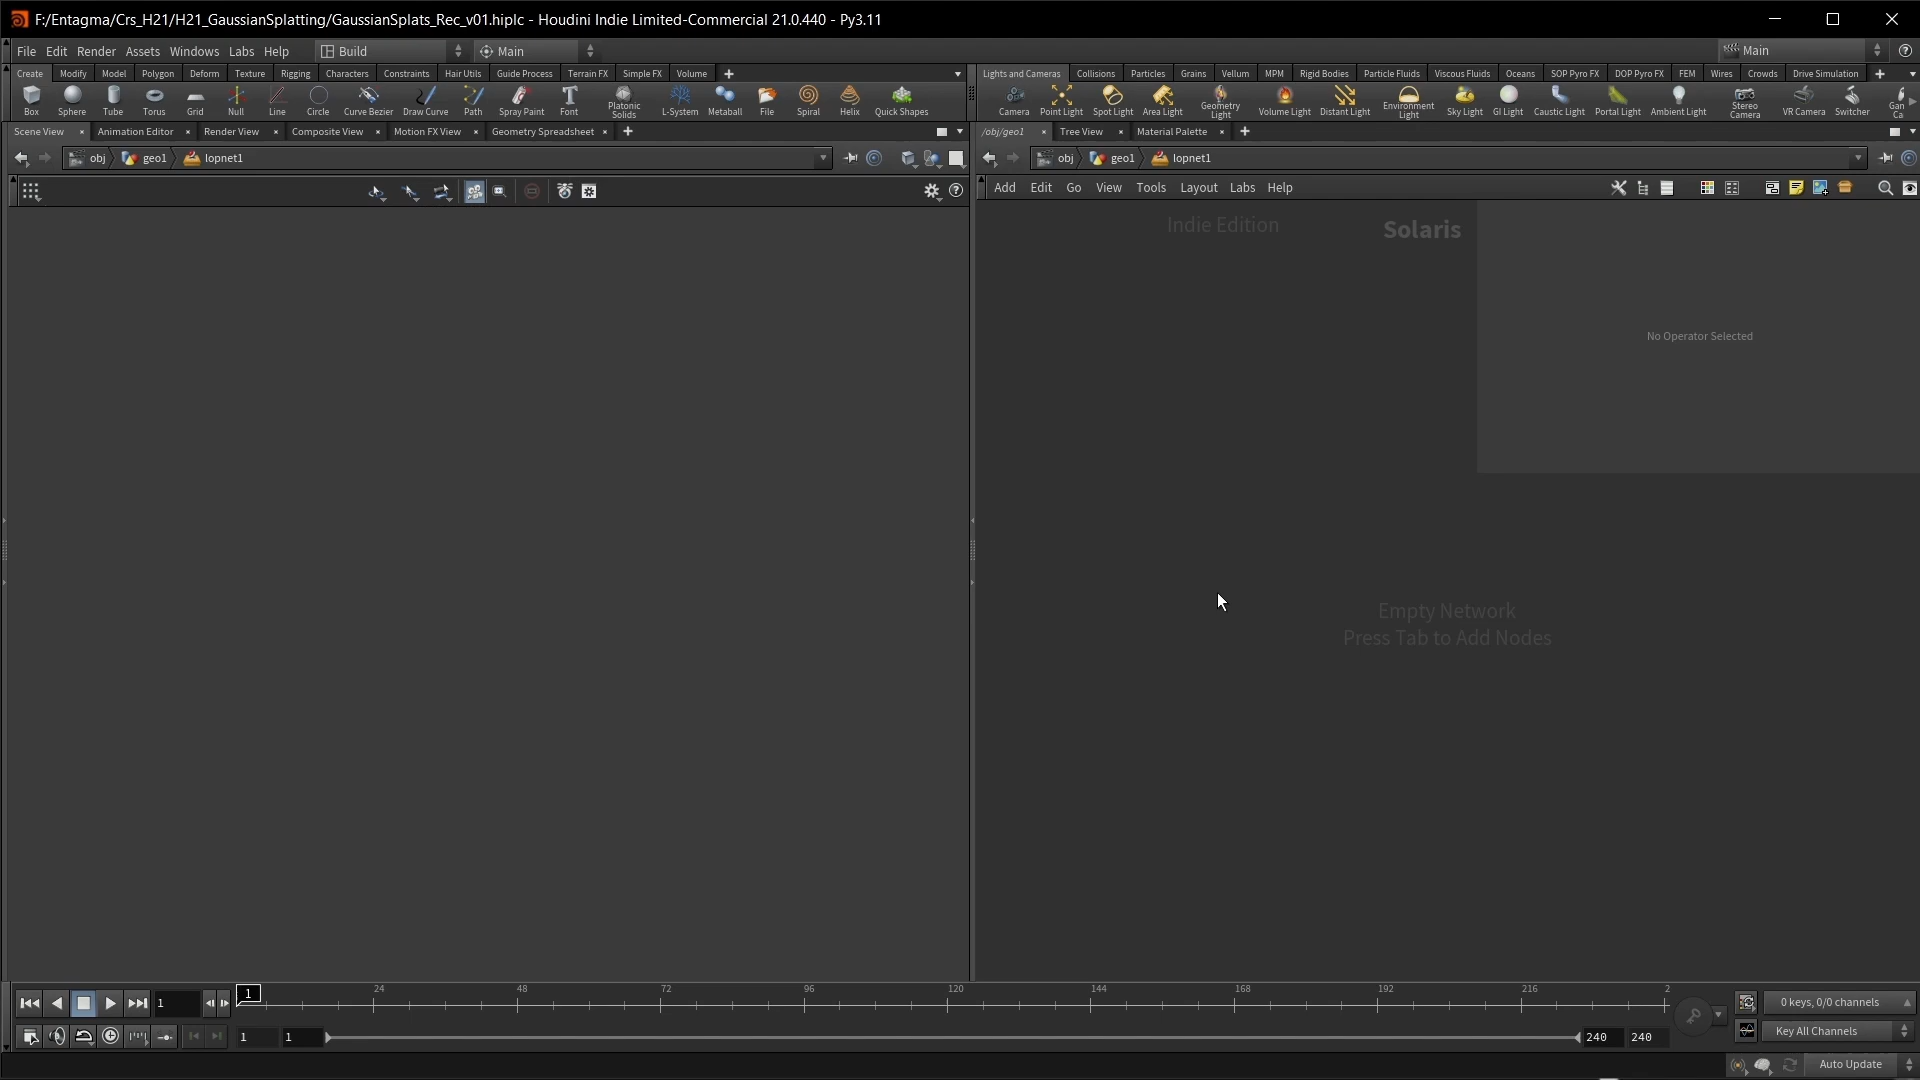 F:/Entagma/Crs_H21/H21_GaussianSplatting/GaussianSplats_Rec_v01.hiplc - Houdini Indie Limited-Commercial 21.0.440 - Py3.11
File Edit Render Assets Windows Labs Help Build Main Main
Create Modify Model Polygon Deform Texture Rigging Characters Constraints Hair Utils Guide Process Terrain FX Simple FX Volume
Lights and Cameras Collisions Particles Grains Vellum MPM Rigid Bodies Particle Fluids Viscous Fluids Oceans SOP Pyro FX DOP Pyro FX FEM Wires Crowds Drive Simulation
Box Sphere Tube Torus Grid Null Line Circle Curve Bezier Draw Curve Path Spray Paint Font Platonic Solids L-System Metaball File Spiral Helix Quick Shapes
Camera Point Light Spot Light Area Light Geometry Light Volume Light Distant Light Environment Light Sky Light GI Light Caustic Light Portal Light Ambient Light Stereo Camera VR Camera Switcher Gan Ca
Scene View Animation Editor Render View Composite View Motion FX View Geometry Spreadsheet
/obj/geo1 Tree View Material Palette
obj geo1 lopnet1
obj geo1 lopnet1
Add Edit Go View Tools Layout Labs Help
Indie Edition
Solaris
No Operator Selected
Empty Network
Press Tab to Add Nodes
1 1 24 48 72 96 120 144 168 192 216 2
0 keys, 0/0 channels
1 1 240 240
Key All Channels
Auto Update